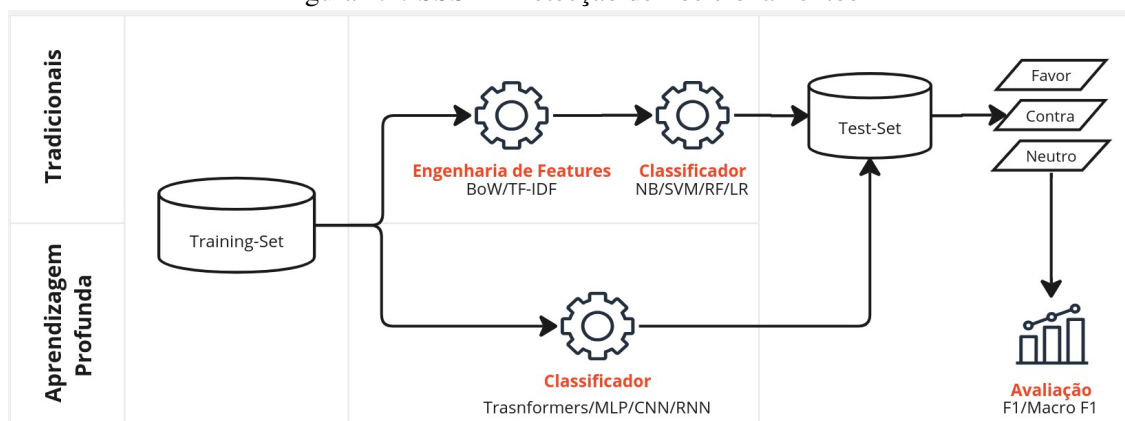 Tradicionais
Aprendizagem
Profunda
Training-Set
Engenharia de Features
BoW/TF-IDF
Classificador
NB/SVM/RF/LR
Classificador
Trasnformers/MLP/CNN/RNN
Test-Set
Favor
Contra
Neutro
Avaliação
F1/Macro F1